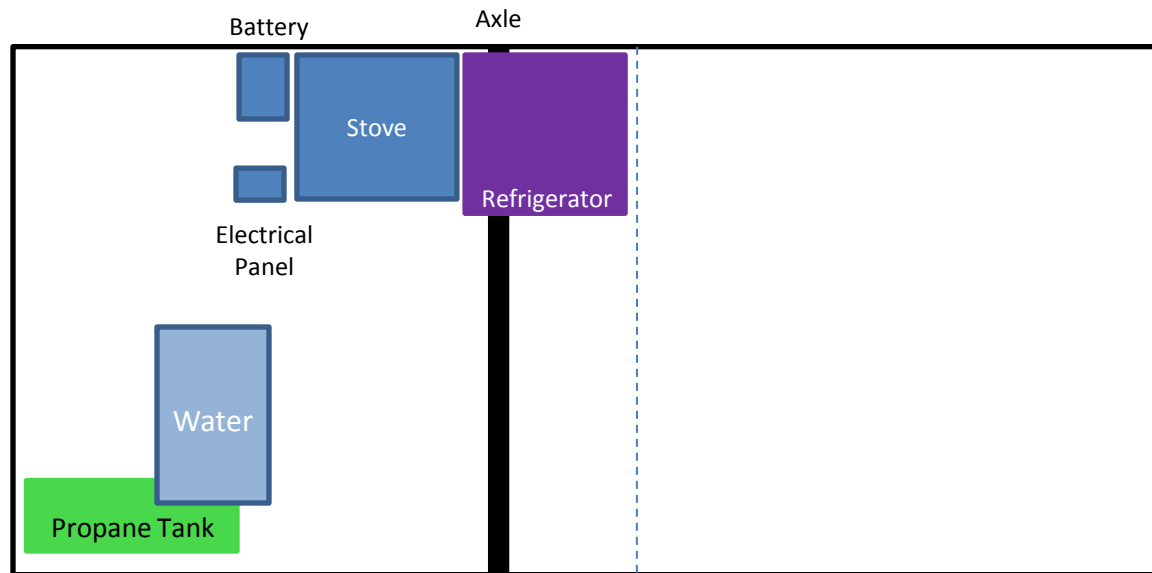 Axle
Battery
Stove
Refrigerator
Electrical
Panel
Water
Propane Tank